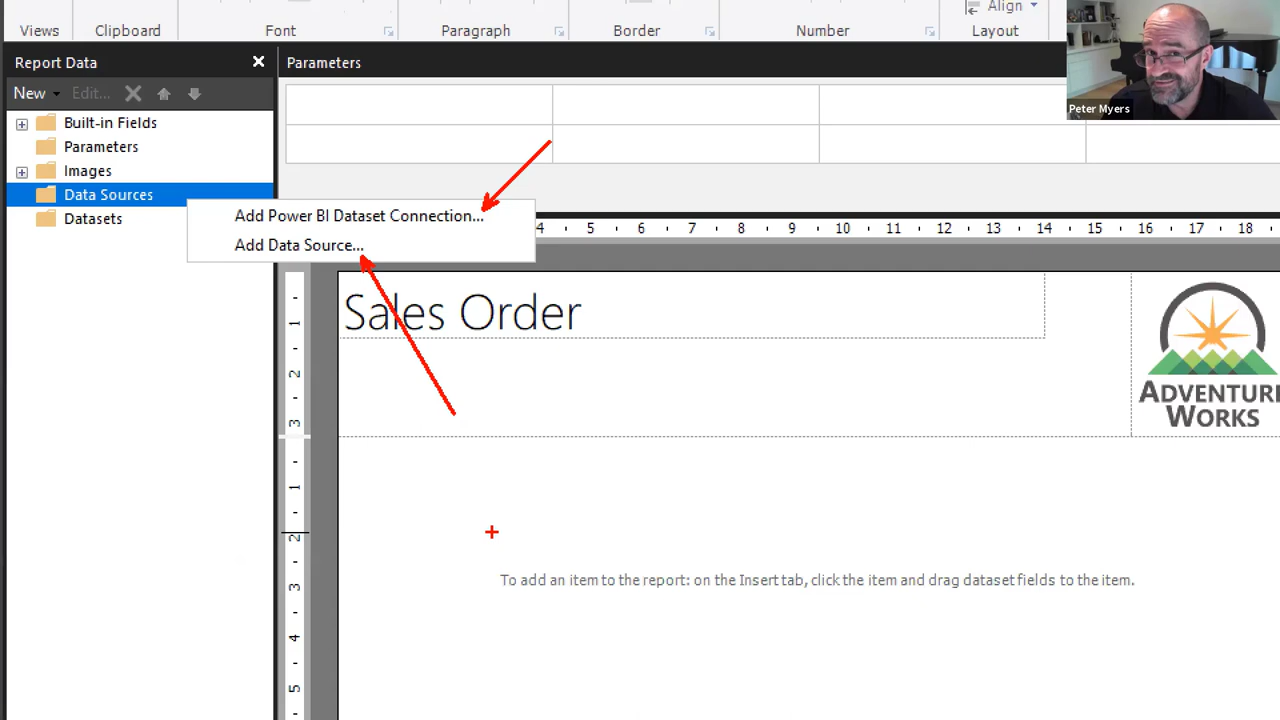 Views Clipboard Font Paragraph Border Number Layout
Align
Report Data
Parameters
Peter Myers
New Edit...
Built-in Fields
Parameters
Images
Data Sources
Datasets
Add Power BI Dataset Connection...
Add Data Source...
4 5 6 7 8 9 10 11 12 13 14 15 16 17 18
Sales Order
ADVENTURE
WORKS
1
2
3
1
2
3
4
5
To add an item to the report: on the Insert tab, click the item and drag dataset fields to the item.